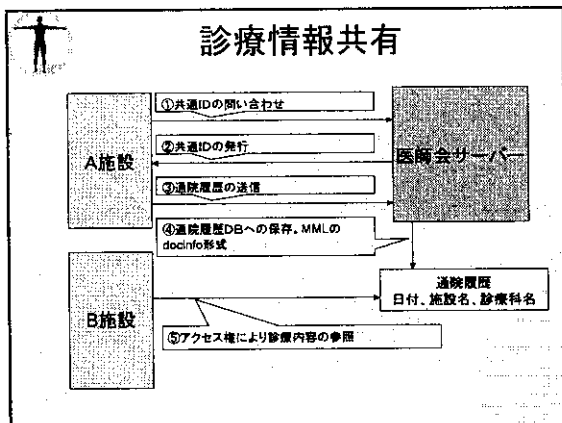 診療情報共有
①共通IDの問い合わせ
②共通IDの発行
A施設
医師会サーバー
③通院履歴の送信
④通院履歴DBへの保存。MMLの
docInfo形式
通院履歴
日付、施設名、診療科名
B施設
⑤アクセス権により診療内容の参照